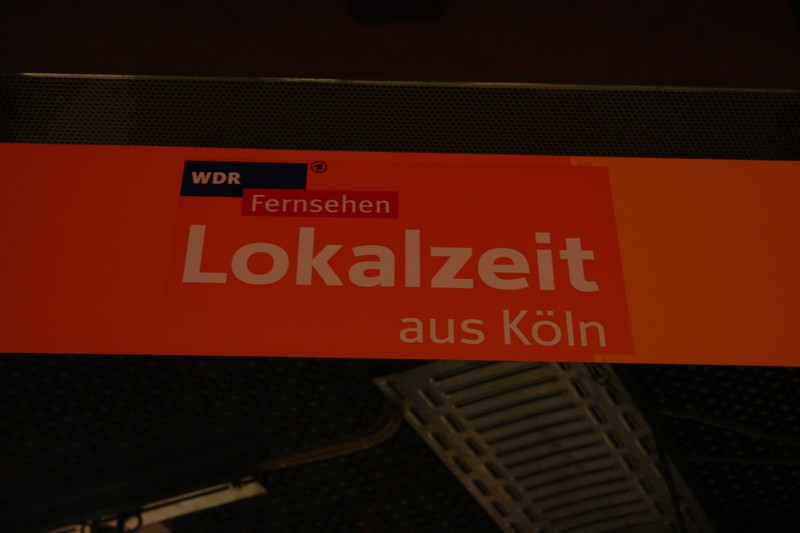 WDR
Fernsehen
Lokalzeit
aus Köln